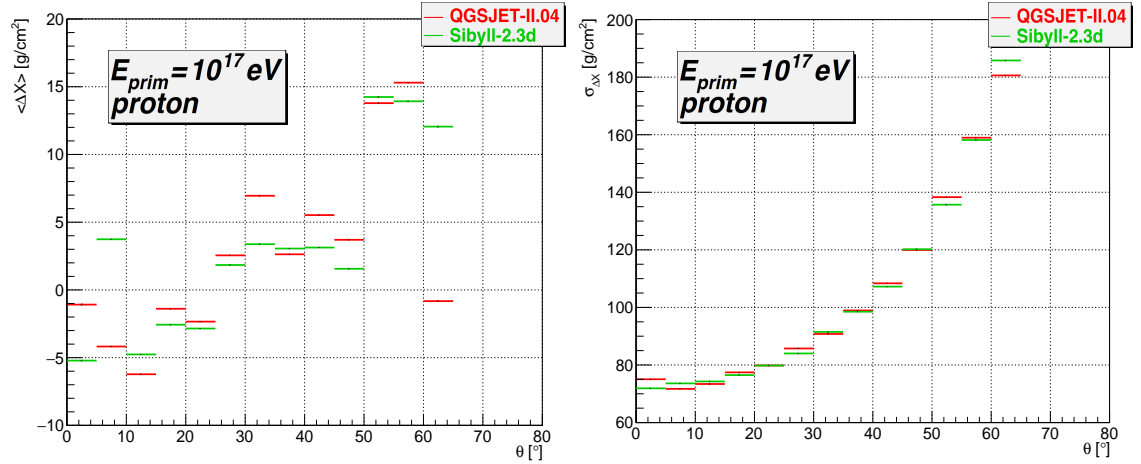 QGSJET-II.04
Sibyll-2.3d
E_prim=10^17 eV
proton
<ΔX> [g/cm²]
20
15
10
5
0
−5
−10
0 10 20 30 40 50 60 70 80
θ [°]
QGSJET-II.04
Sibyll-2.3d
E_prim=10^17 eV
proton
σ_ΔX [g/cm²]
200
180
160
140
120
100
80
60
0 10 20 30 40 50 60 70 80
θ [°]